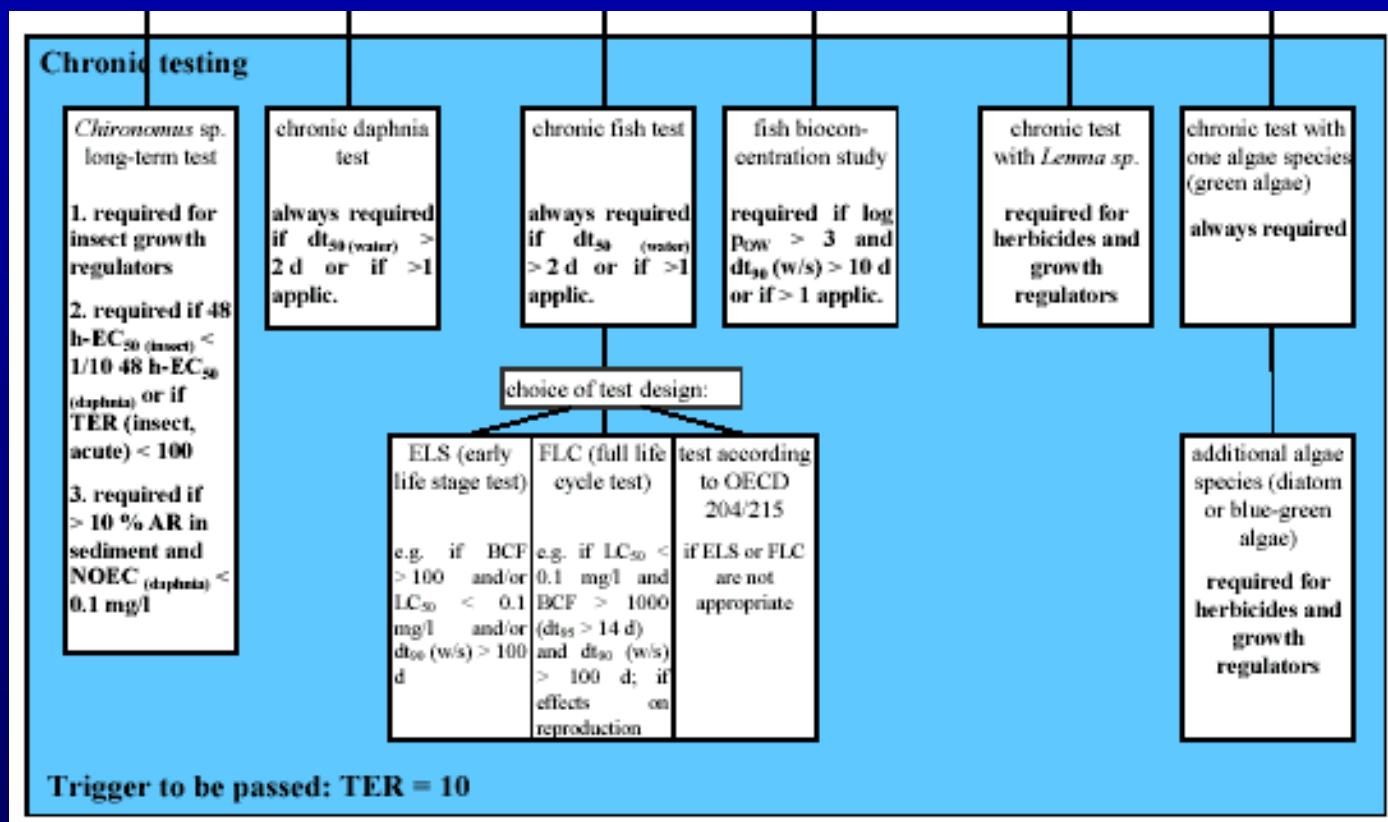 Chronic testing
Chironomus sp.
long-term test
1. required for
insect growth
regulators
2. required if 48
h-EC50 (insect) <
1/10 48 h-EC50
(daphnia) or if
TER (insect,
acute) < 100
3. required if
> 10 % AR in
sediment and
NOEC (daphnia) <
0.1 mg/l
chronic daphnia
test
always required
if dt50 (water) >
2 d or if >1
applic.
chronic fish test
always required
if dt50 (water)
> 2 d or if >1
applic.
fish biocon-
centration study
required if log
pOW > 3 and
dt90 (w/s) > 10 d
or if > 1 applic.
chronic test
with Lemna sp.
required for
herbicides and
growth
regulators
chronic test with
one algae species
(green algae)
always required
choice of test design:
ELS (early
life stage test)
e.g. if BCF
> 100 and/or
LC50 < 0.1
mg/l and/or
dt90 (w/s) > 100
d
FLC (full life
cycle test)
e.g. if LC50 <
0.1 mg/l and
BCF > 1000
(dt95 > 14 d)
and dt90 (w/s)
> 100 d; if
effects on
reproduction
test according
to OECD
204/215
if ELS or FLC
are not
appropriate
additional algae
species (diatom
or blue-green
algae)
required for
herbicides and
growth
regulators
Trigger to be passed: TER = 10